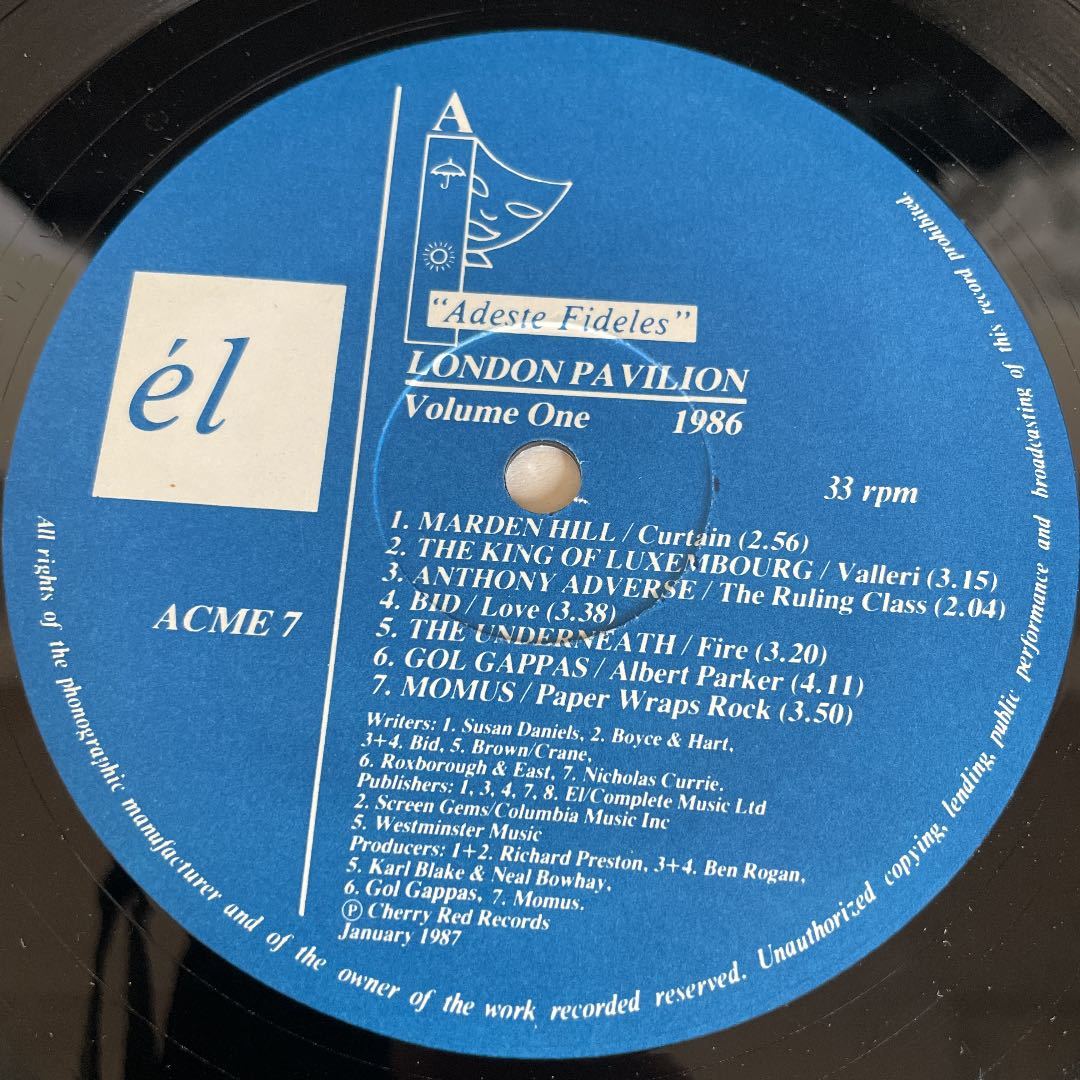 A
"Adeste Fideles"
él
LONDON PAVILION
Volume One 1986
33 rpm
ACME 7
1. MARDEN HILL / Curtain (2.56)
2. THE KING OF LUXEMBOURG / Valleri (3.15)
3. ANTHONY ADVERSE / The Ruling Class (2.04)
4. BID / Love (3.38)
5. THE UNDERNEATH / Fire (3.20)
6. GOL GAPPAS / Albert Parker (4.11)
7. MOMUS / Paper Wraps Rock (3.50)
Writers: 1. Susan Daniels, 2. Boyce & Hart,
3+4. Bid, 5. Brown/Crane,
6. Roxborough & East, 7. Nicholas Currie.
Publishers: 1, 3, 4, 7, 8. El/Complete Music Ltd
2. Screen Gems/Columbia Music Inc
5. Westminster Music
Producers: 1+2. Richard Preston, 3+4. Ben Rogan,
5. Karl Blake & Neal Bowhay,
6. Gol Gappas, 7. Momus.
Ⓟ Cherry Red Records
January 1987
All rights of the phonographic manufacturer and of the owner of the work recorded reserved. Unauthorized copying, lending, public performance and broadcasting of this record prohibited.